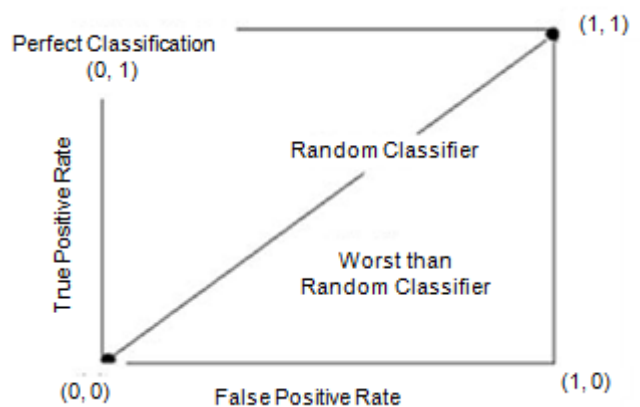 (1, 1)
Perfect Classification
(0, 1)
Random Classifier
True Positive Rate
Worst than
Random Classifier
(0, 0)
False Positive Rate
(1, 0)